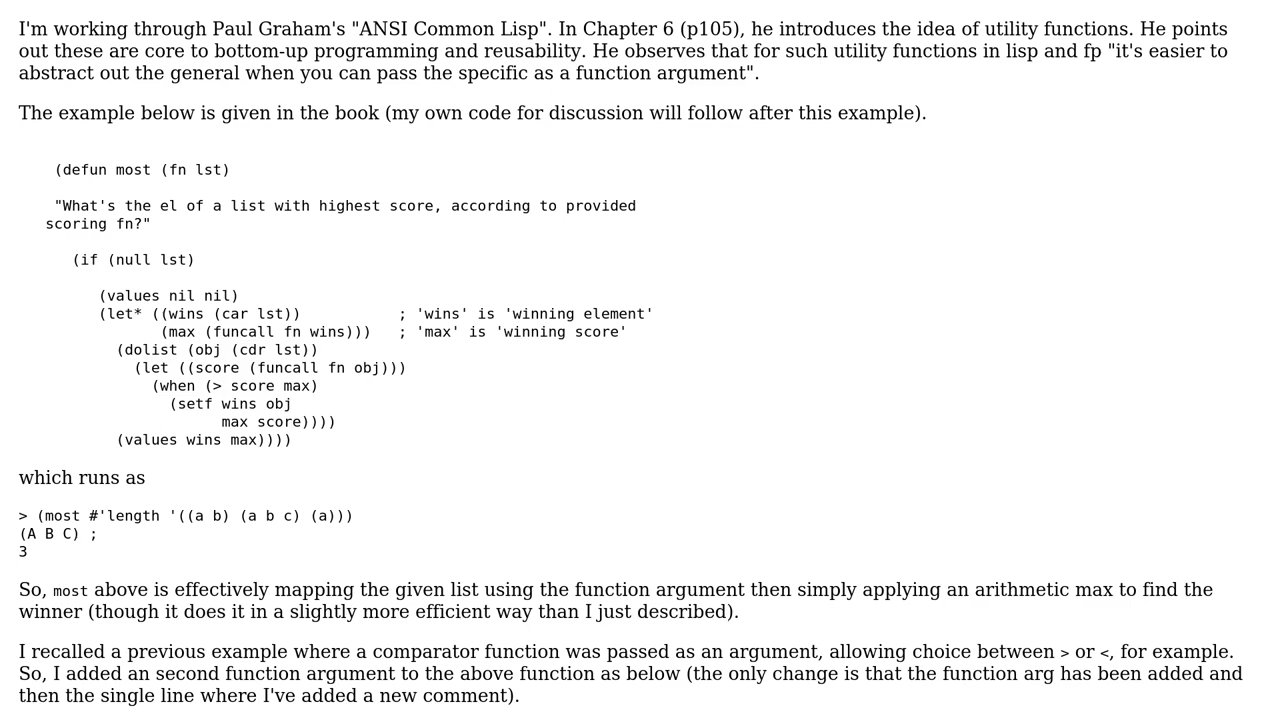 I'm working through Paul Graham's "ANSI Common Lisp". In Chapter 6 (p105), he introduces the idea of utility functions. He points
out these are core to bottom-up programming and reusability. He observes that for such utility functions in lisp and fp "it's easier to
abstract out the general when you can pass the specific as a function argument".
The example below is given in the book (my own code for discussion will follow after this example).
(defun most (fn lst)
"What's the el of a list with highest score, according to provided
scoring fn?"
(if (null lst)
(values nil nil)
(let* ((wins (car lst)) ; 'wins' is 'winning element'
(max (funcall fn wins))) ; 'max' is 'winning score'
(dolist (obj (cdr lst))
(let ((score (funcall fn obj)))
(when (> score max)
(setf wins obj
max score))))
(values wins max))))
which runs as
> (most #'length '((a b) (a b c) (a)))
(A B C) ;
3
So, most above is effectively mapping the given list using the function argument then simply applying an arithmetic max to find the
winner (though it does it in a slightly more efficient way than I just described).
I recalled a previous example where a comparator function was passed as an argument, allowing choice between > or <, for example.
So, I added an second function argument to the above function as below (the only change is that the function arg has been added and
then the single line where I've added a new comment).